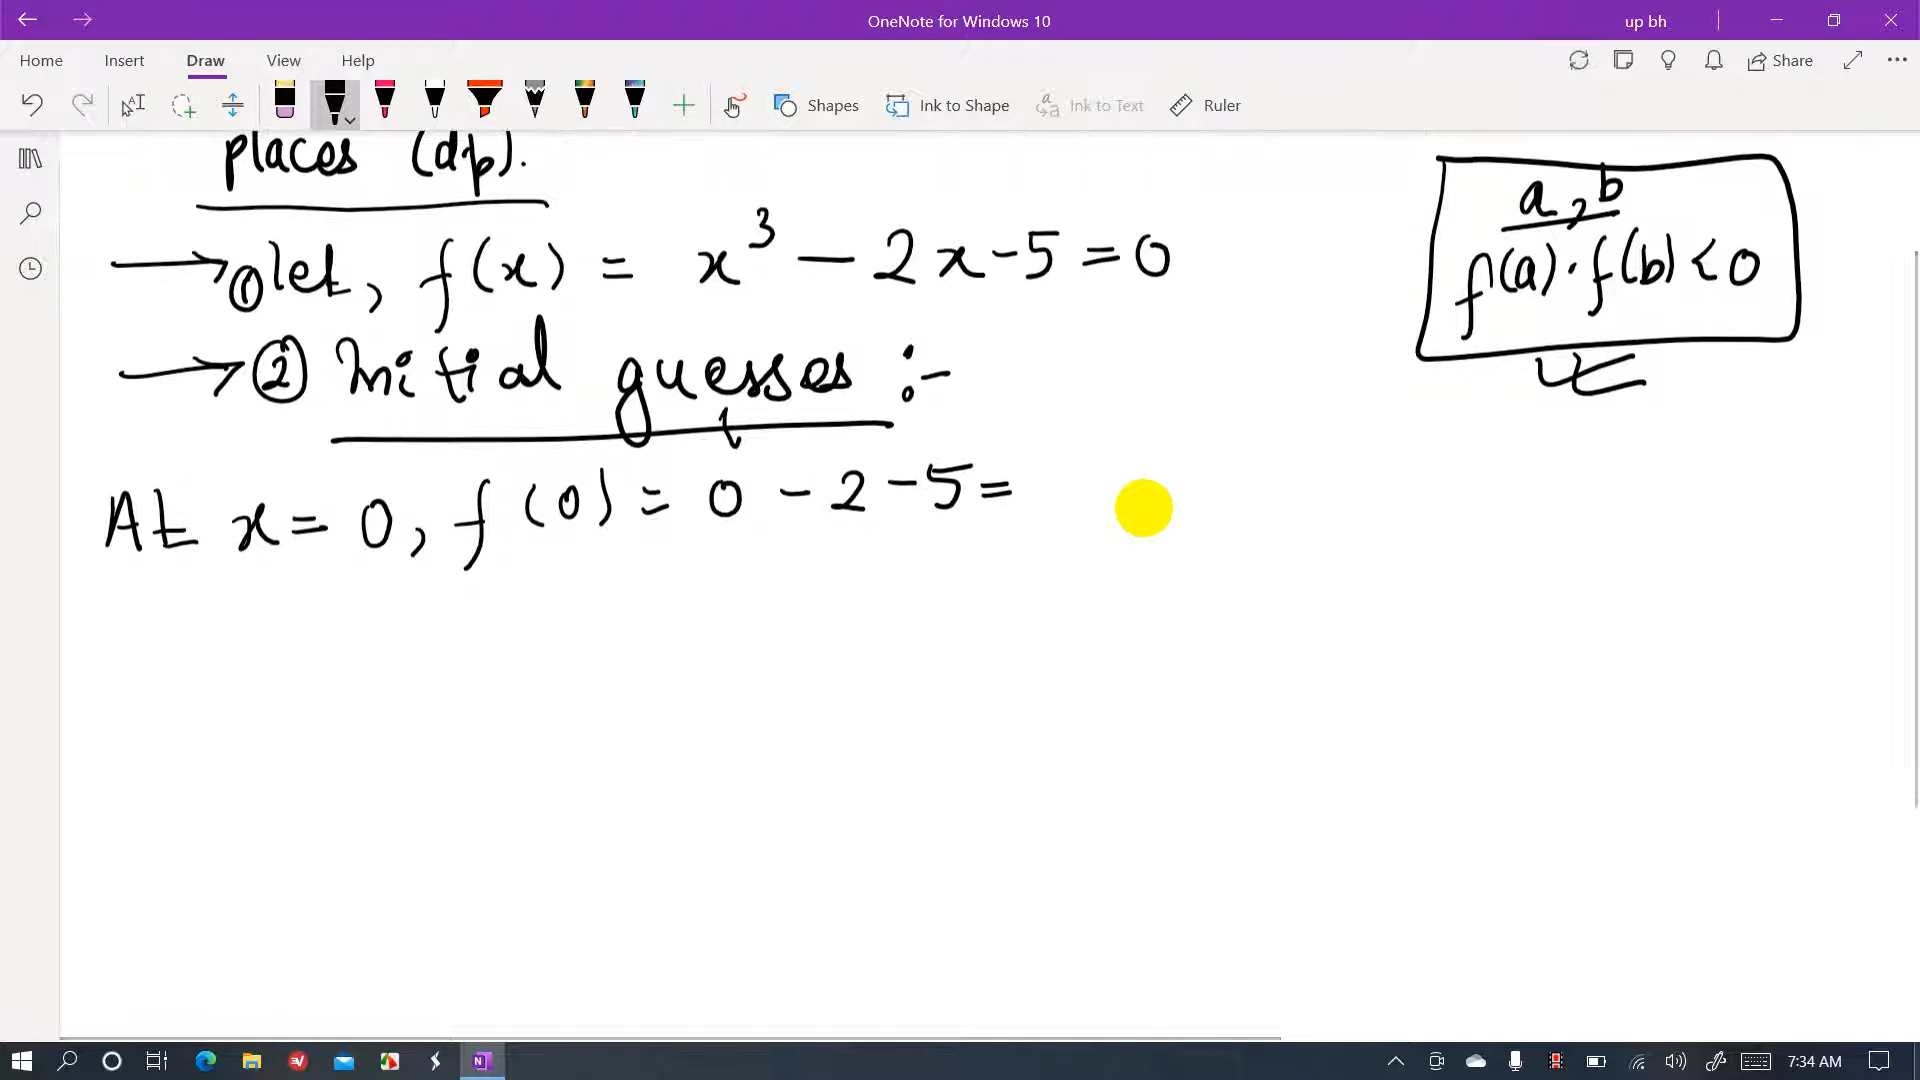 OneNote for Windows 10
up bh
Home Insert Draw View Help
Share
Shapes Ink to Shape Ink to Text Ruler
places (dp).
→ ① let, f(x) = x³ − 2x − 5 = 0
a, b
f(a)·f(b) < 0
→ ② Initial guesses :-
At x = 0, f(0) = 0 − 2 − 5 =
7:34 AM